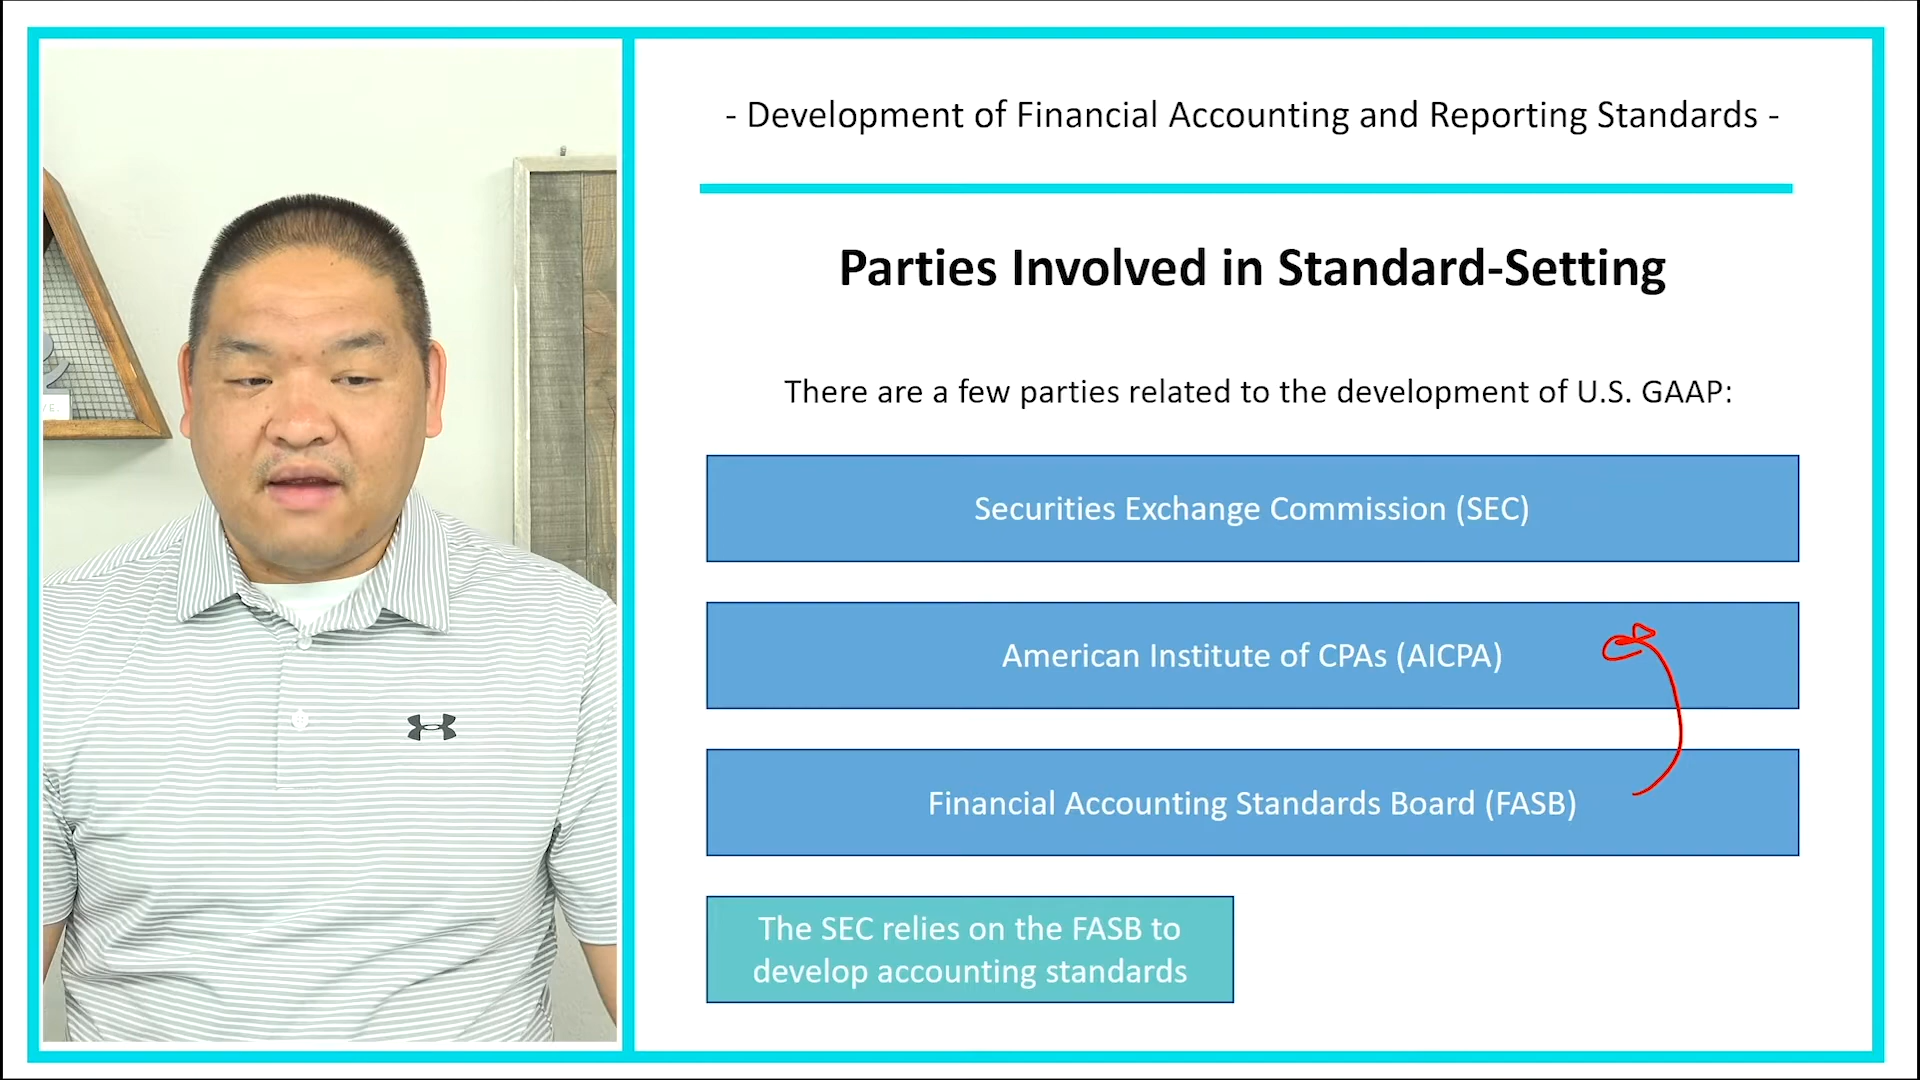 - Development of Financial Accounting and Reporting Standards -
Parties Involved in Standard-Setting
There are a few parties related to the development of U.S. GAAP:
Securities Exchange Commission (SEC)
American Institute of CPAs (AICPA)
Financial Accounting Standards Board (FASB)
The SEC relies on the FASB to
develop accounting standards